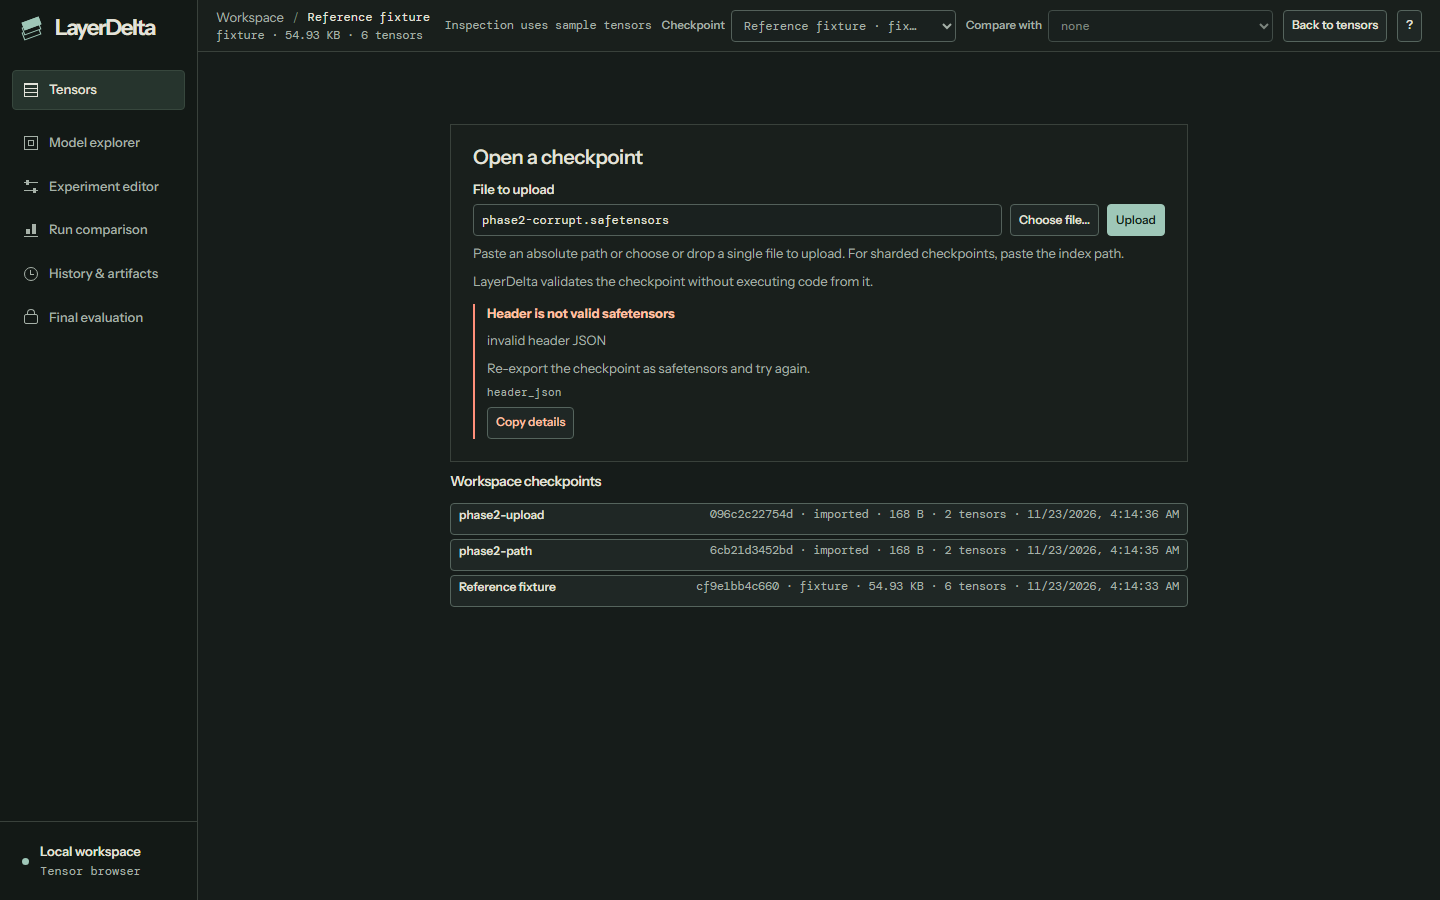 LayerDelta
Tensors
Model explorer
Experiment editor
Run comparison
History & artifacts
Final evaluation
Local workspace
Tensor browser
Workspace / Reference fixture
fixture · 54.93 KB · 6 tensors
Inspection uses sample tensors
Checkpoint
Reference fixture · fix…
Compare with
none
Back to tensors
?
Open a checkpoint
File to upload
phase2-corrupt.safetensors
Choose file...
Upload
Paste an absolute path or choose or drop a single file to upload. For sharded checkpoints, paste the index path.
LayerDelta validates the checkpoint without executing code from it.
Header is not valid safetensors
invalid header JSON
Re-export the checkpoint as safetensors and try again.
header_json
Copy details
Workspace checkpoints
phase2-upload 096c2c22754d · imported · 168 B · 2 tensors · 11/23/2026, 4:14:36 AM
phase2-path 6cb21d3452bd · imported · 168 B · 2 tensors · 11/23/2026, 4:14:35 AM
Reference fixture cf9e1bb4c660 · fixture · 54.93 KB · 6 tensors · 11/23/2026, 4:14:33 AM